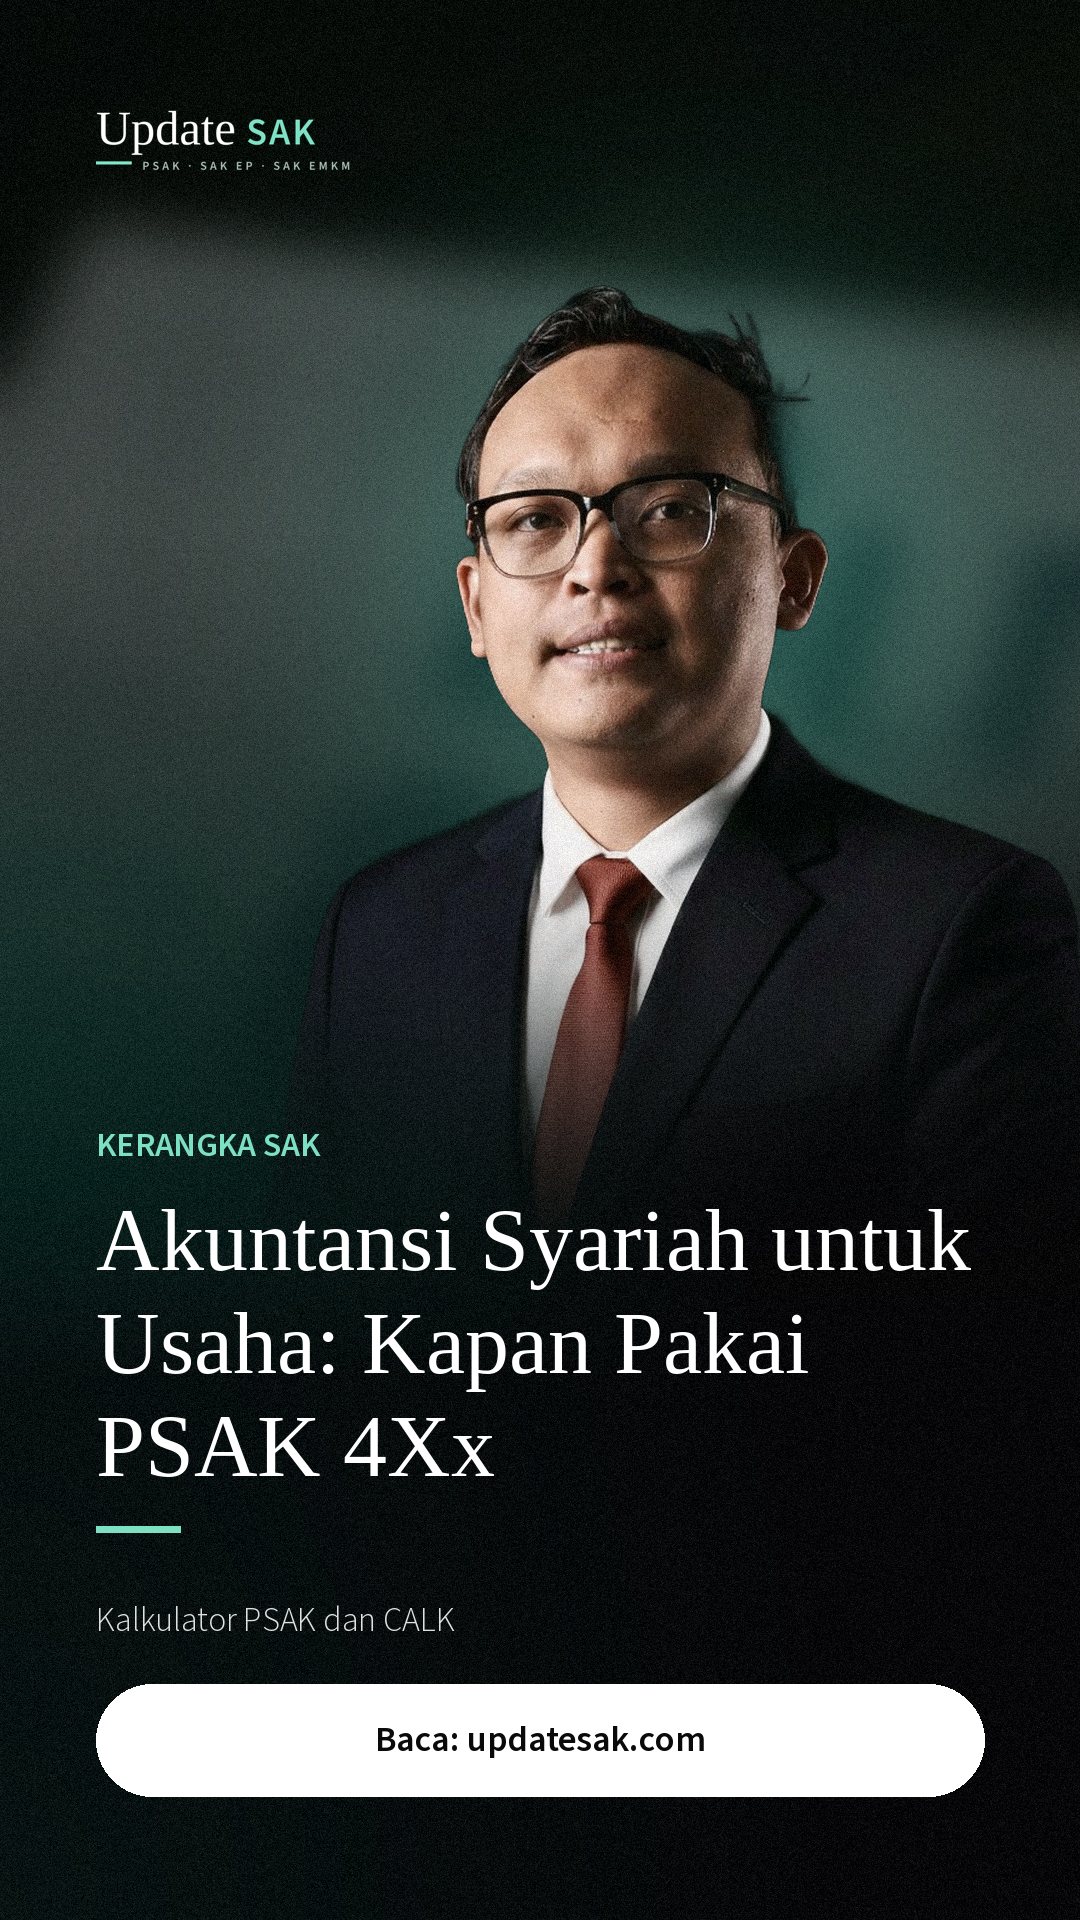 Update SAK
PSAK · SAK EP · SAK EMKM
KERANGKA SAK
Akuntansi Syariah untuk
Usaha: Kapan Pakai
PSAK 4Xx
Kalkulator PSAK dan CALK
Baca: updatesak.com